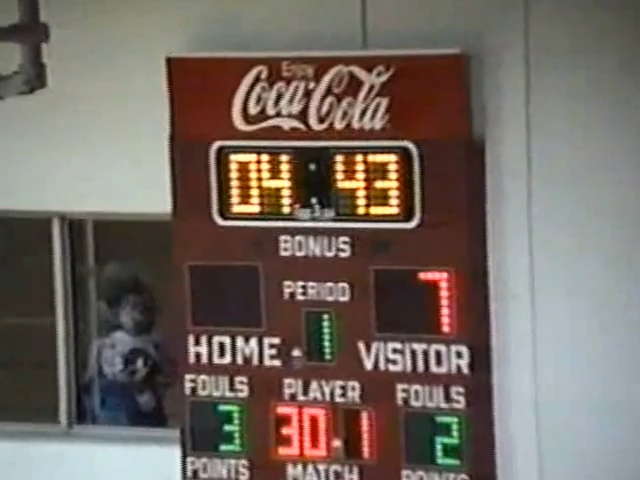 Enjoy
Coca-Cola
04:43
BONUS
7
PERIOD
1
HOME VISITOR
FOULS PLAYER FOULS
3 30-1 2
POINTS MATCH POINTS